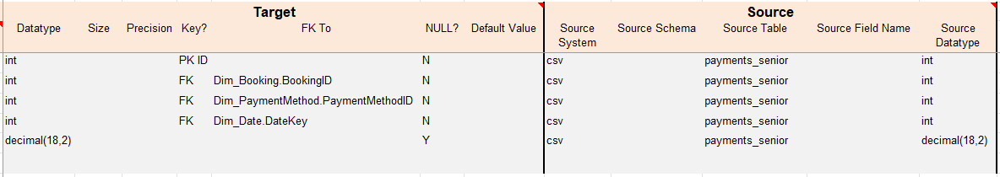 Target Source
Datatype Size Precision Key? FK To NULL? Default Value Source System Source Schema Source Table Source Field Name Source Datatype
int PK ID N csv payments_senior int
int FK Dim_Booking.BookingID N csv payments_senior int
int FK Dim_PaymentMethod.PaymentMethodID N csv payments_senior int
int FK Dim_Date.DateKey N csv payments_senior int
decimal(18,2) Y csv payments_senior decimal(18,2)